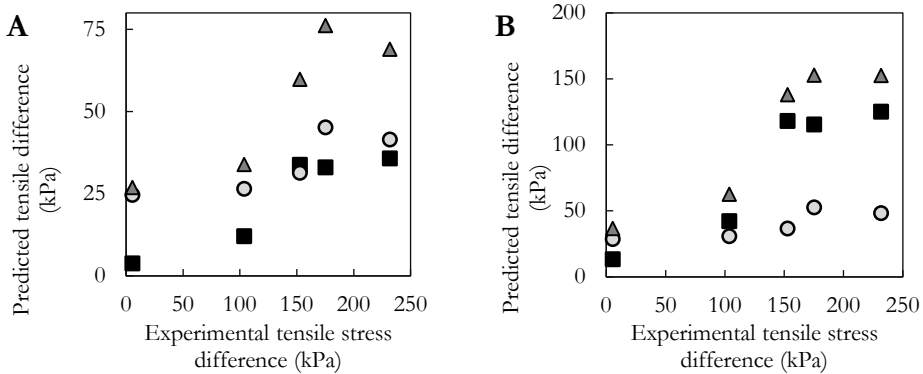 A
Predicted tensile difference
(kPa)
75
50
25
0
0 50 100 150 200 250
Experimental tensile stress
difference (kPa)
B
Predicted tensile difference
(kPa)
200
150
100
50
0
0 50 100 150 200 250
Experimental tensile stress
difference (kPa)